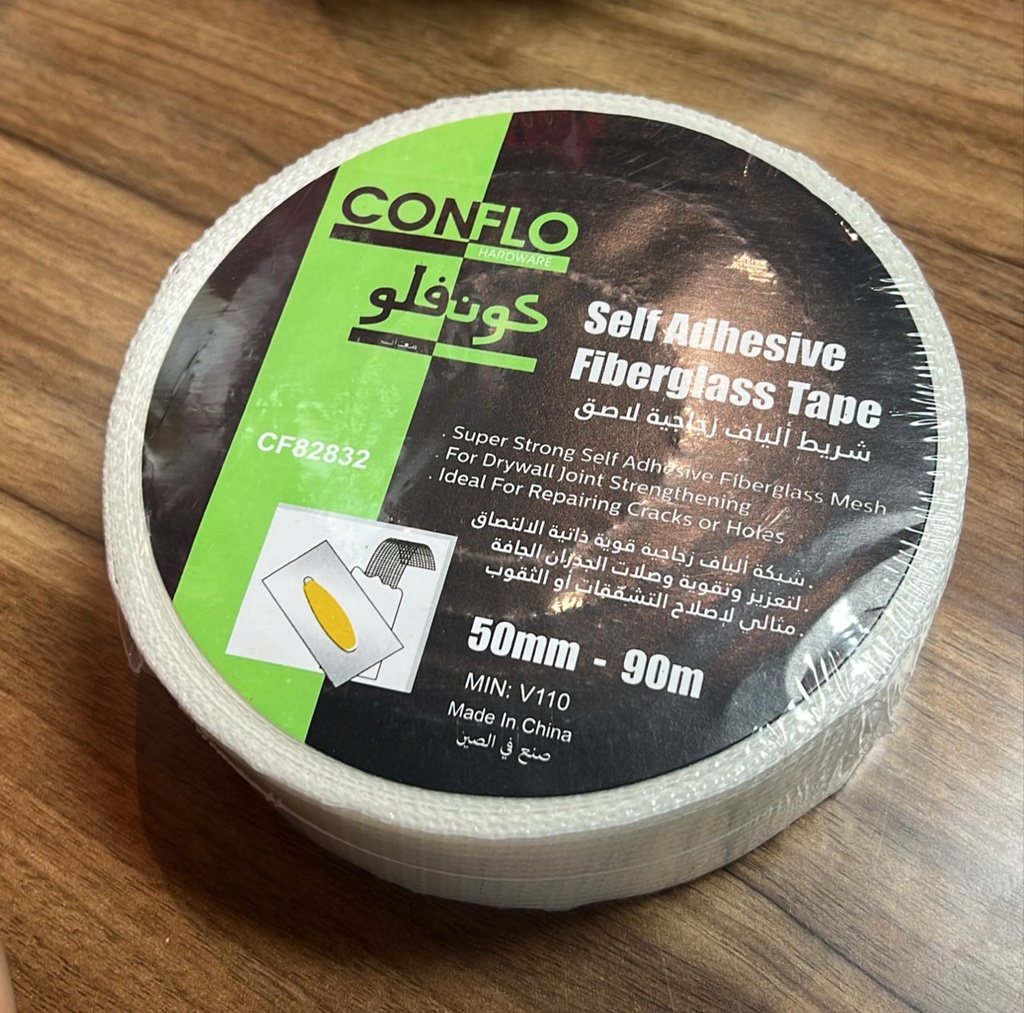 CONFLO
HARDWARE
كونفلو
معدات
Self Adhesive
Fiberglass Tape
شريط ألياف زجاجية لاصق
CF82832
. Super Strong Self Adhesive Fiberglass Mesh
. For Drywall Joint Strengthening
. Ideal For Repairing Cracks or Holes
. شبكة ألياف زجاجية قوية ذاتية الالتصاق
. لتعزيز وتقوية وصلات الجدران الجافة
. مثالي لاصلاح التشققات أو الثقوب
50mm - 90m
MIN: V110
Made In China
صنع في الصين